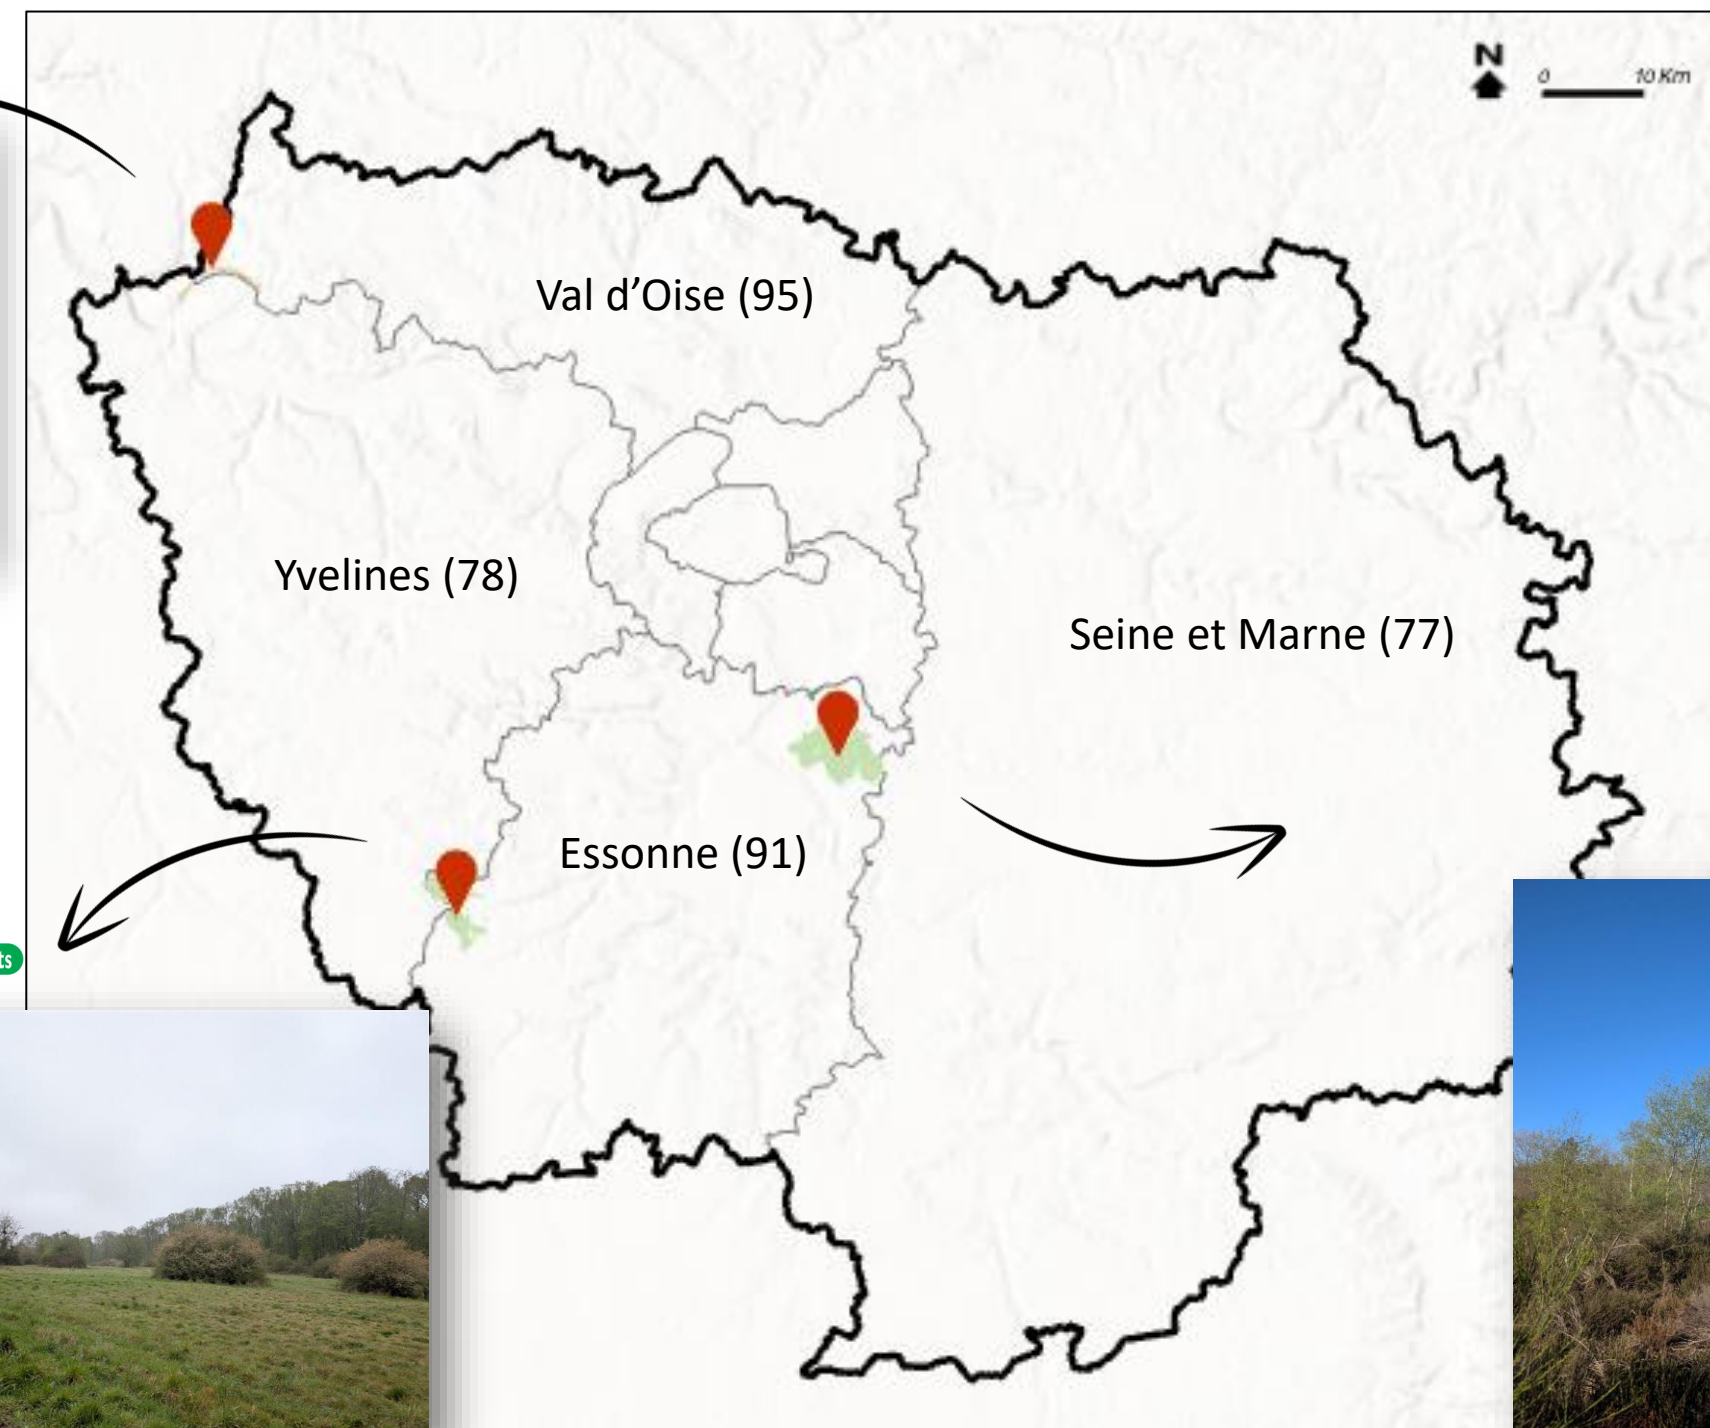 N
0 10 Km
Val d’Oise (95)
Yvelines (78)
Seine et Marne (77)
Essonne (91)